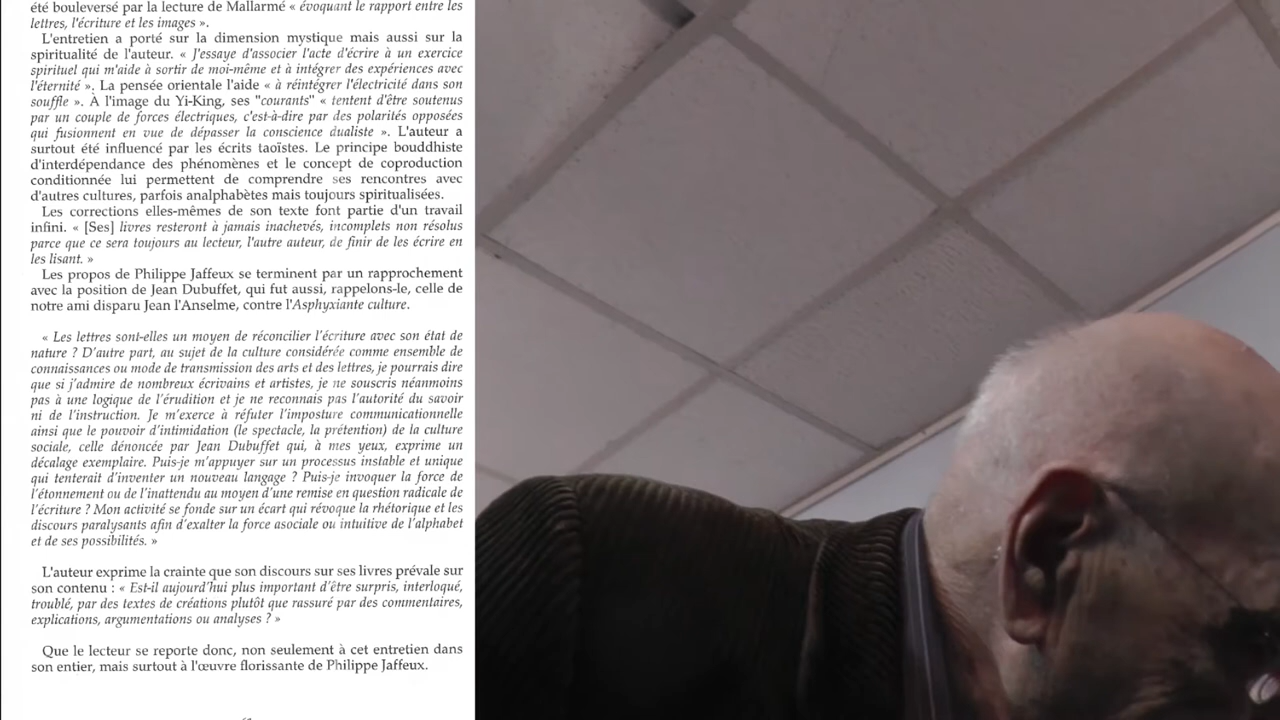 été bouleversé par la lecture de Mallarmé « évoquant le rapport entre les
lettres, l'écriture et les images ».
L'entretien a porté sur la dimension mystique mais aussi sur la
spiritualité de l'auteur. « J'essaye d'associer l'acte d'écrire à un exercice
spirituel qui m'aide à sortir de moi-même et à intégrer des expériences avec
l'éternité ». La pensée orientale l'aide « à réintégrer l'électricité dans son
souffle ». À l'image du Yi-King, ses "courants" « tentent d'être soutenus
par un couple de forces électriques, c'est-à-dire par des polarités opposées
qui fusionnent en vue de dépasser la conscience dualiste ». L'auteur a
surtout été influencé par les écrits taoïstes. Le principe bouddhiste
d'interdépendance des phénomènes et le concept de coproduction
conditionnée lui permettent de comprendre ses rencontres avec
d'autres cultures, parfois analphabètes mais toujours spiritualisées.
Les corrections elles-mêmes de son texte font partie d'un travail
infini. « [Ses] livres resteront à jamais inachevés, incomplets non résolus
parce que ce sera toujours au lecteur, l'autre auteur, de finir de les écrire en
les lisant. »
Les propos de Philippe Jaffeux se terminent par un rapprochement
avec la position de Jean Dubuffet, qui fut aussi, rappelons-le, celle de
notre ami disparu Jean l'Anselme, contre l'Asphyxiante culture.
« Les lettres sont-elles un moyen de réconcilier l'écriture avec son état de
nature ? D'autre part, au sujet de la culture considérée comme ensemble de
connaissances ou mode de transmission des arts et des lettres, je pourrais dire
que si j'admire de nombreux écrivains et artistes, je ne souscris néanmoins
pas à une logique de l'érudition et je ne reconnais pas l'autorité du savoir
ni de l'instruction. Je m'exerce à réfuter l'imposture communicationnelle
ainsi que le pouvoir d'intimidation (le spectacle, la prétention) de la culture
sociale, celle dénoncée par Jean Dubuffet qui, à mes yeux, exprime un
décalage exemplaire. Puis-je m'appuyer sur un processus instable et unique
qui tenterait d'inventer un nouveau langage ? Puis-je invoquer la force de
l'étonnement ou de l'inattendu au moyen d'une remise en question radicale de
l'écriture ? Mon activité se fonde sur un écart qui révoque la rhétorique et les
discours paralysants afin d'exalter la force asociale ou intuitive de l'alphabet
et de ses possibilités. »
L'auteur exprime la crainte que son discours sur ses livres prévale sur
son contenu : « Est-il aujourd'hui plus important d'être surpris, interloqué,
troublé, par des textes de créations plutôt que rassuré par des commentaires,
explications, argumentations ou analyses ? »
Que le lecteur se reporte donc, non seulement à cet entretien dans
son entier, mais surtout à l'œuvre florissante de Philippe Jaffeux.